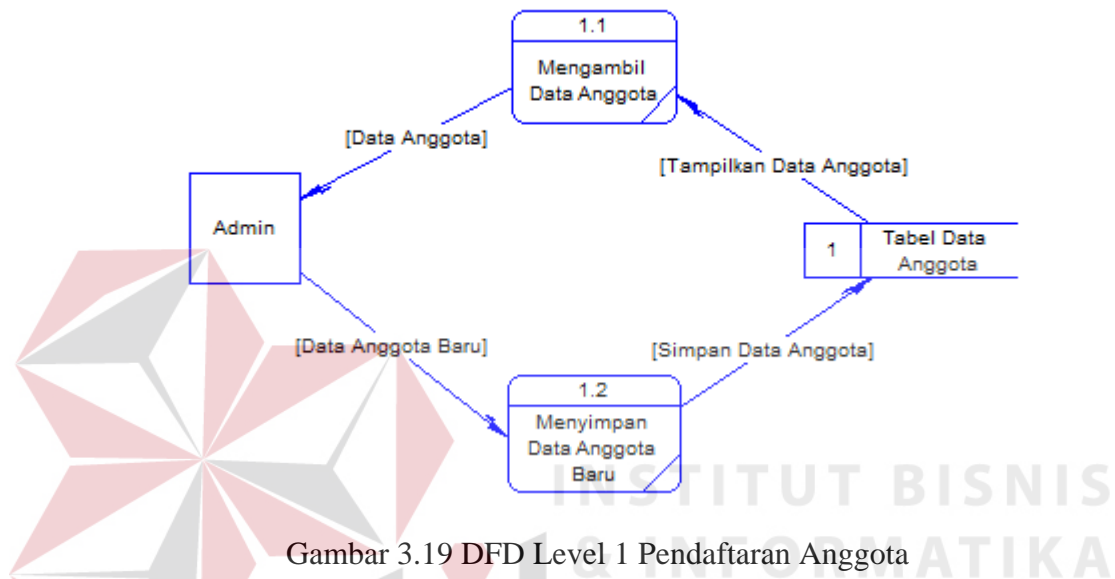 1.1
Mengambil
Data Anggota
[Data Anggota]
[Tampilkan Data Anggota]
Admin
1
Tabel Data
Anggota
[Data Anggota Baru]
[Simpan Data Anggota]
1.2
Menyimpan
Data Anggota
Baru
INSTITUT BISNIS
Gambar 3.19 DFD Level 1 Pendaftaran Anggota
& INFORMATIKA